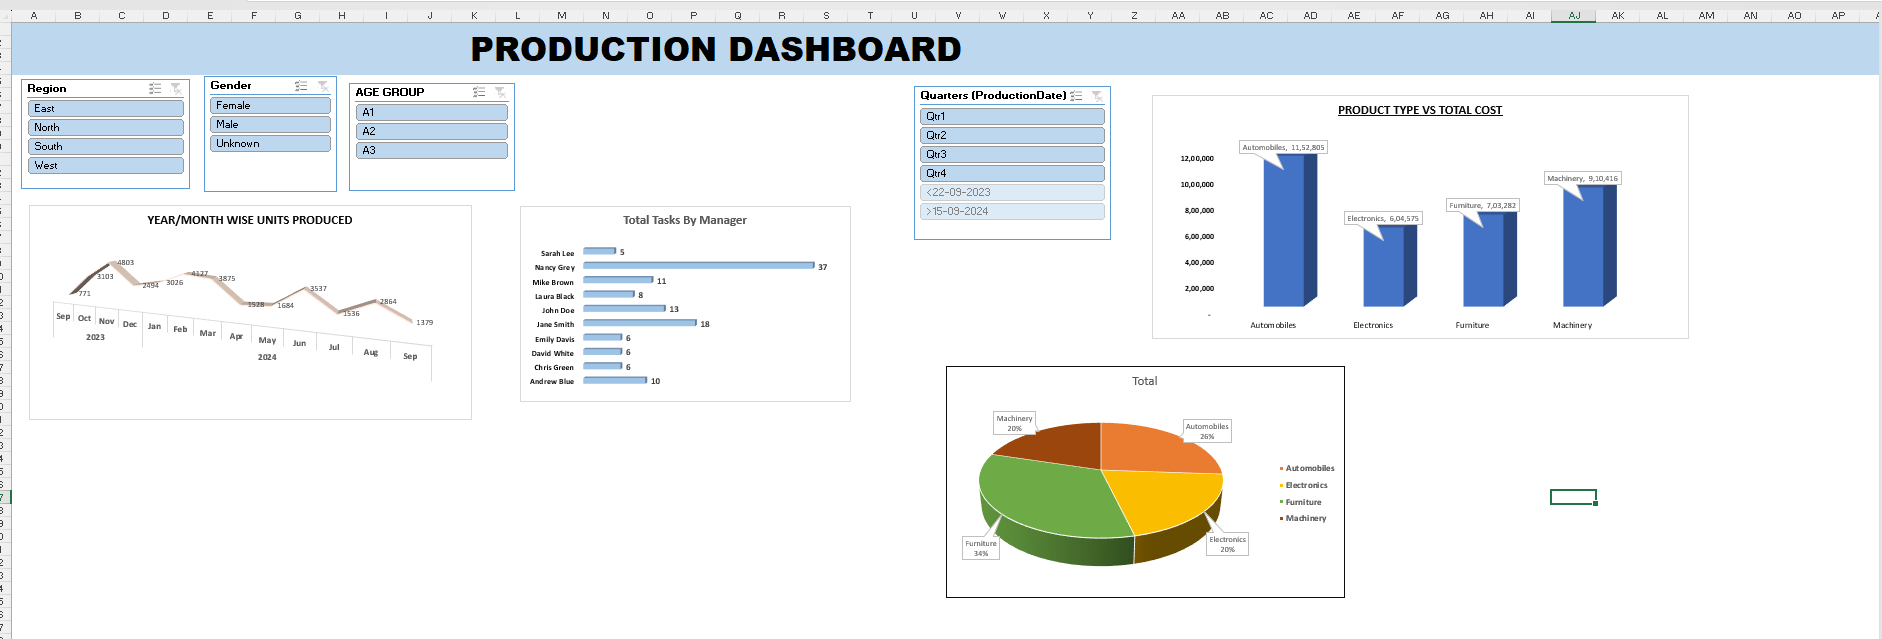 A B C D E F G H I J K L M N O P Q R S T U V W X Y Z AA AB AC AD AE AF AG AH AI AJ AK AL AM AN AO AP
PRODUCTION DASHBOARD
Region
East
North
South
West
Gender
Female
Male
Unknown
AGE GROUP
A1
A2
A3
Quarters (ProductionDate)
Qtr1
Qtr2
Qtr3
Qtr4
<22-09-2023
>15-09-2024
PRODUCT TYPE VS TOTAL COST
12,00,000
10,00,000
8,00,000
6,00,000
4,00,000
2,00,000
-
Automobiles, 11,52,805
Electronics, 6,04,575
Furniture, 7,03,282
Machinery, 9,10,416
Automobiles Electronics Furniture Machinery
YEAR/MONTH WISE UNITS PRODUCED
771
3103
4803
2494
3026
4127
3875
1528
1684
3537
1536
2864
1379
Sep Oct Nov Dec Jan Feb Mar Apr May Jun Jul Aug Sep
2023
2024
Total Tasks By Manager
Sarah Lee 5
Nancy Grey 37
Mike Brown 11
Laura Black 8
John Doe 13
Jane Smith 18
Emily Davis 6
David White 6
Chris Green 6
Andrew Blue 10
Total
Machinery
20%
Automobiles
26%
Furniture
34%
Electronics
20%
Automobiles
Electronics
Furniture
Machinery